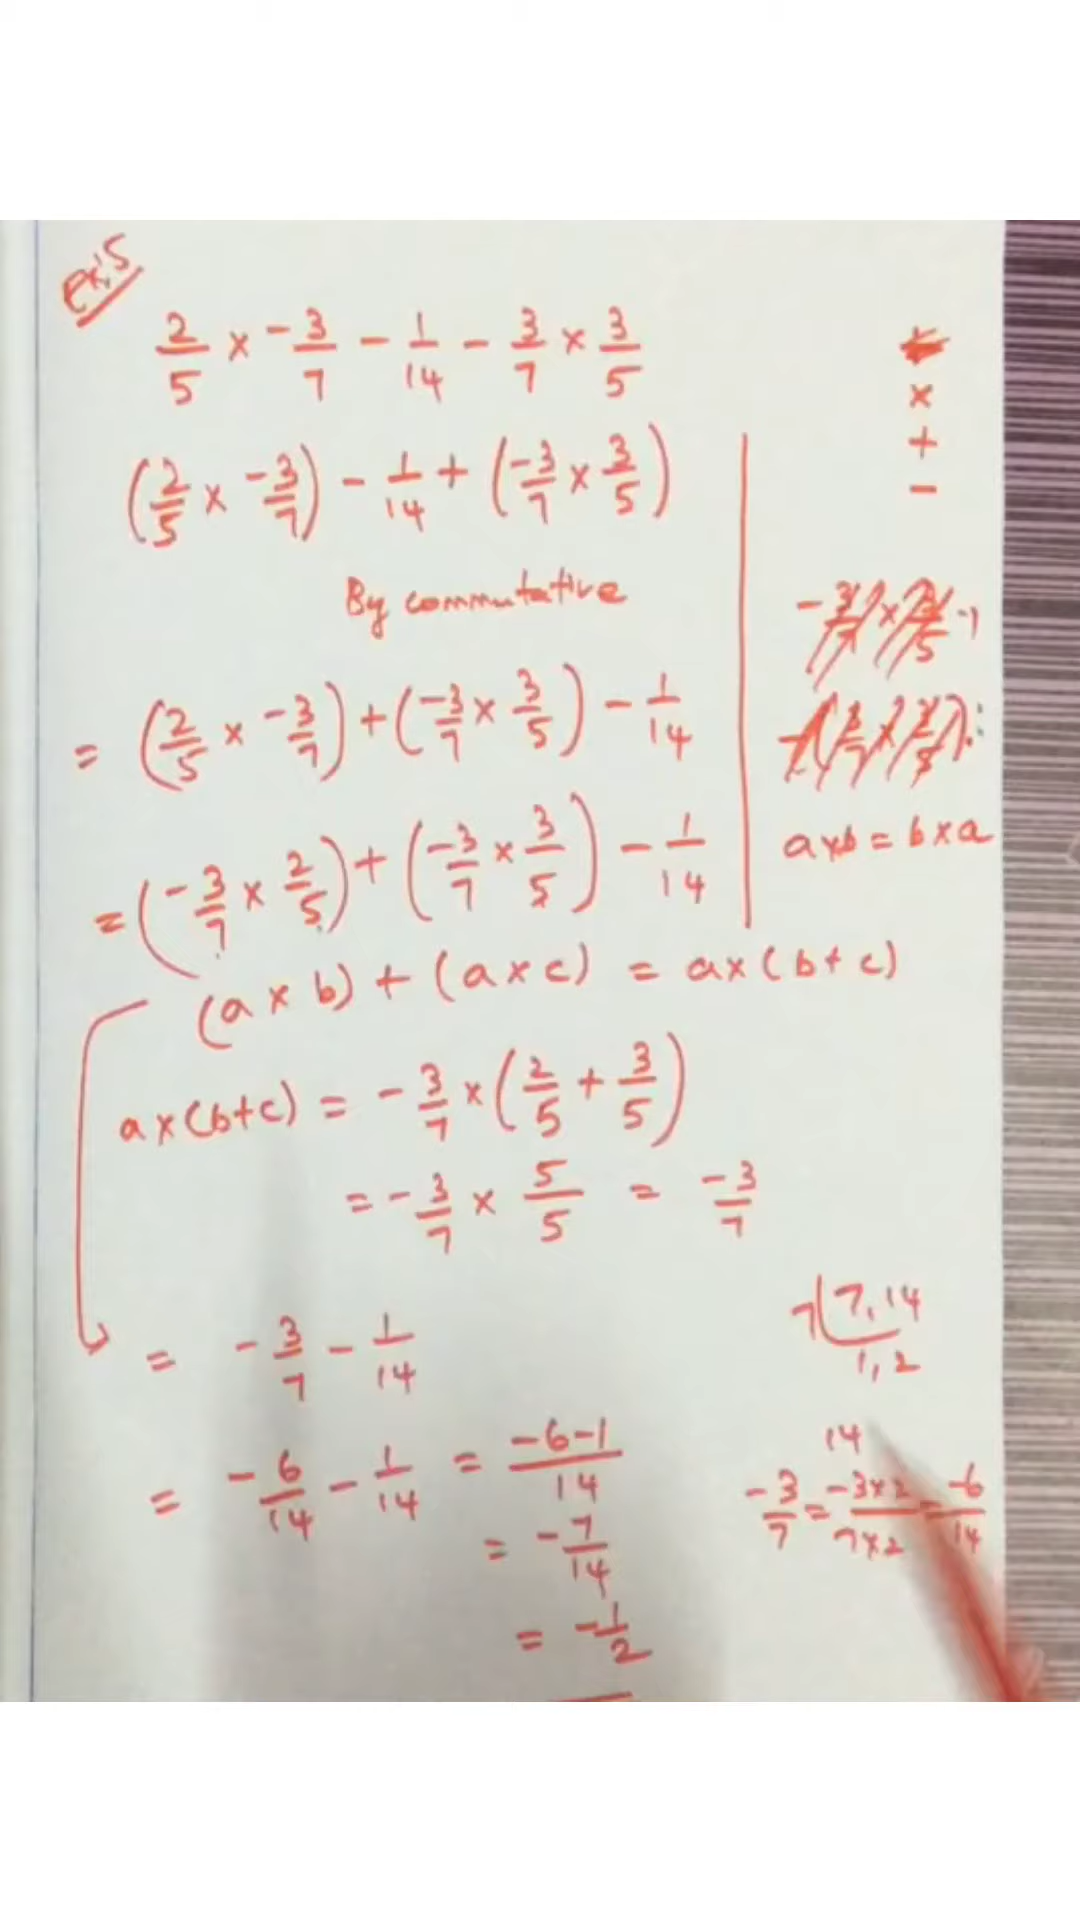 Ex:5
2/5 × -3/7 - 1/14 - 3/7 × 3/5
(2/5 × -3/7) - 1/14 + (-3/7 × 3/5)
By commutative
= (2/5 × -3/7) + (-3/7 × 3/5) - 1/14
= (-3/7 × 2/5) + (-3/7 × 3/5) - 1/14
(a × b) + (a × c) = a×(b+c)
a×(b+c) = -3/7 × (2/5 + 3/5)
= -3/7 × 5/5 = -3/7
= -3/7 - 1/14
= -6/14 - 1/14 = -6-1/14
= -7/14
= -1/2
×
+
-
a×b = b×a
7 | 7, 14
1, 2
14
-3/7 = -3×2/7×2 = -6/14